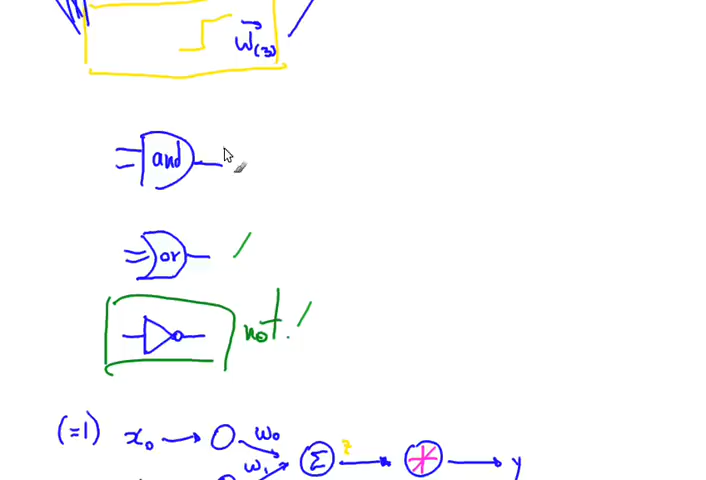 w(3)
and
or
not.
(=1) x0 w0
w1 Σ z y